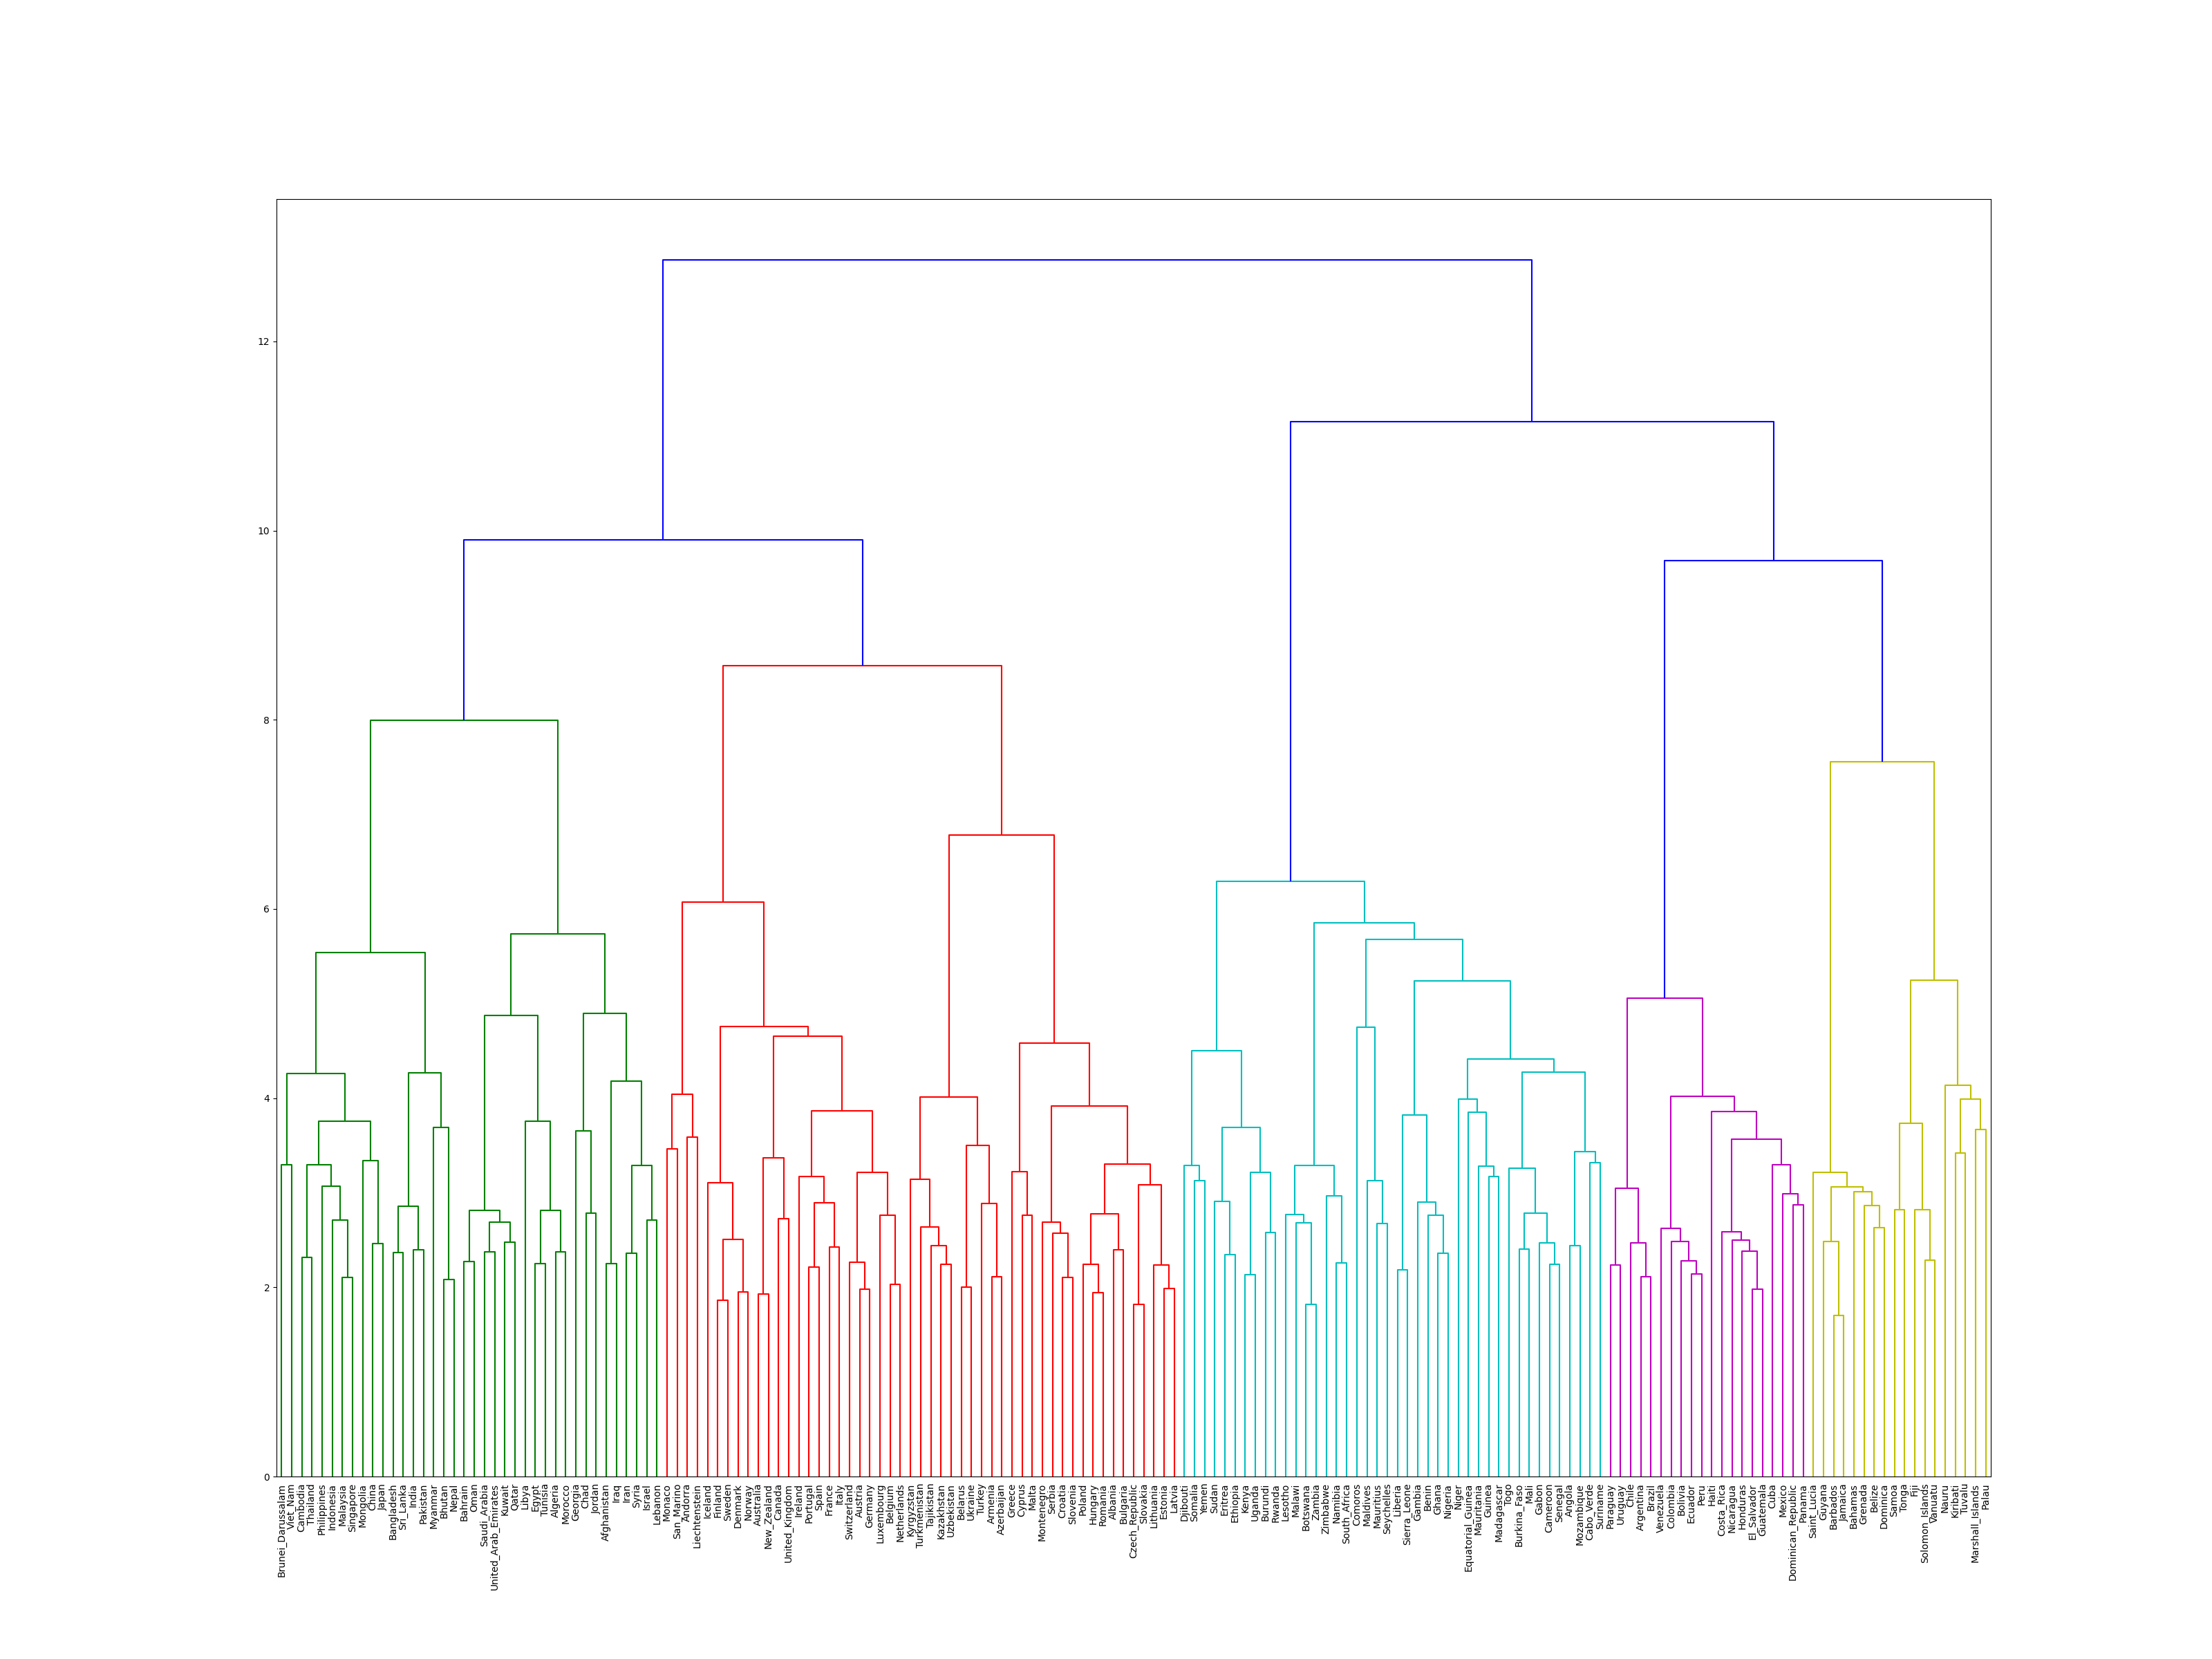 12
10
8
6
4
2
0
Brunei_Darussalam
Viet_Nam
Cambodia
Thailand
Philippines
Indonesia
Malaysia
Singapore
Mongolia
China
Japan
Bangladesh
Sri_Lanka
India
Pakistan
Myanmar
Bhutan
Nepal
Bahrain
Oman
Saudi_Arabia
United_Arab_Emirates
Kuwait
Qatar
Libya
Egypt
Tunisia
Algeria
Morocco
Georgia
Chad
Jordan
Afghanistan
Iraq
Iran
Syria
Israel
Lebanon
Monaco
San_Marino
Andorra
Liechtenstein
Iceland
Finland
Sweden
Denmark
Norway
Australia
New_Zealand
Canada
United_Kingdom
Ireland
Portugal
Spain
France
Italy
Switzerland
Austria
Germany
Luxembourg
Belgium
Netherlands
Kyrgyzstan
Turkmenistan
Tajikistan
Kazakhstan
Uzbekistan
Belarus
Ukraine
Turkey
Armenia
Azerbaijan
Greece
Cyprus
Malta
Montenegro
Serbia
Croatia
Slovenia
Poland
Hungary
Romania
Albania
Bulgaria
Czech_Republic
Slovakia
Lithuania
Estonia
Latvia
Djibouti
Somalia
Yemen
Sudan
Eritrea
Ethiopia
Kenya
Uganda
Burundi
Rwanda
Lesotho
Malawi
Botswana
Zambia
Zimbabwe
Namibia
South_Africa
Comoros
Maldives
Mauritius
Seychelles
Liberia
Sierra_Leone
Gambia
Benin
Ghana
Nigeria
Niger
Equatorial_Guinea
Mauritania
Guinea
Madagascar
Togo
Burkina_Faso
Mali
Gabon
Cameroon
Senegal
Angola
Mozambique
Cabo_Verde
Suriname
Paraguay
Uruguay
Chile
Argentina
Brazil
Venezuela
Colombia
Bolivia
Ecuador
Peru
Haiti
Costa_Rica
Nicaragua
Honduras
El_Salvador
Guatemala
Cuba
Mexico
Dominican_Republic
Panama
Saint_Lucia
Guyana
Barbados
Jamaica
Bahamas
Grenada
Belize
Dominica
Samoa
Tonga
Fiji
Solomon_Islands
Vanuatu
Nauru
Kiribati
Tuvalu
Marshall_Islands
Palau